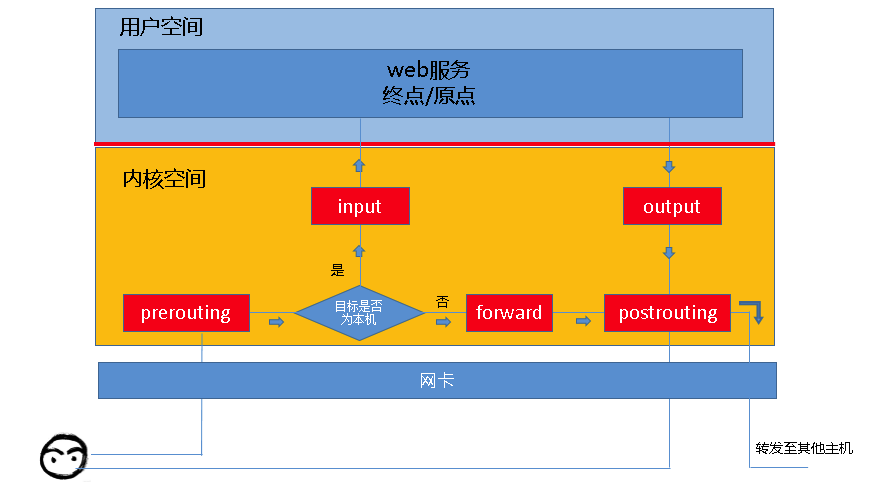 用户空间
web服务
终点/原点
内核空间
input
output
是
prerouting
目标是否
为本机
否
forward
postrouting
网卡
转发至其他主机